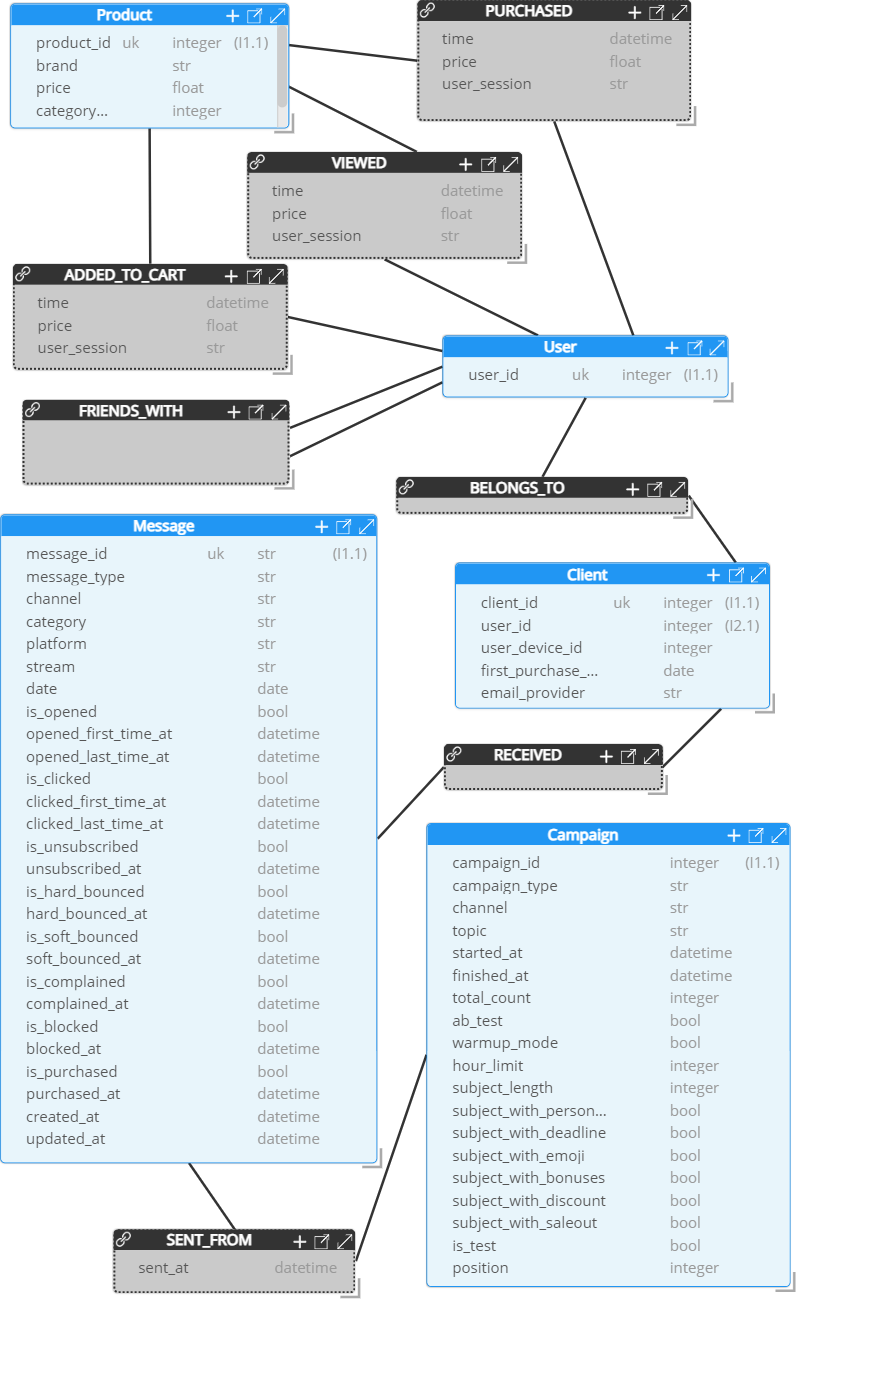 Product
product_id uk integer (I1.1)
brand str
price float
category... integer
PURCHASED
time datetime
price float
user_session str
VIEWED
time datetime
price float
user_session str
ADDED_TO_CART
time datetime
price float
user_session str
User
user_id uk integer (I1.1)
FRIENDS_WITH
BELONGS_TO
Message
message_id uk str (I1.1)
message_type str
channel str
category str
platform str
stream str
date date
is_opened bool
opened_first_time_at datetime
opened_last_time_at datetime
is_clicked bool
clicked_first_time_at datetime
clicked_last_time_at datetime
is_unsubscribed bool
unsubscribed_at datetime
is_hard_bounced bool
hard_bounced_at datetime
is_soft_bounced bool
soft_bounced_at datetime
is_complained bool
complained_at datetime
is_blocked bool
blocked_at datetime
is_purchased bool
purchased_at datetime
created_at datetime
updated_at datetime
Client
client_id uk integer (I1.1)
user_id integer (I2.1)
user_device_id integer
first_purchase_... date
email_provider str
RECEIVED
Campaign
campaign_id integer (I1.1)
campaign_type str
channel str
topic str
started_at datetime
finished_at datetime
total_count integer
ab_test bool
warmup_mode bool
hour_limit integer
subject_length integer
subject_with_person... bool
subject_with_deadline bool
subject_with_emoji bool
subject_with_bonuses bool
subject_with_discount bool
subject_with_saleout bool
is_test bool
position integer
SENT_FROM
sent_at datetime